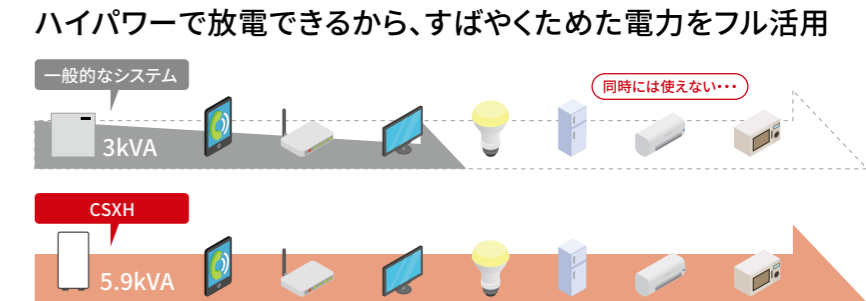 ハイパワーで放電できるから、すばやくためた電力をフル活用
一般的なシステム
同時には使えない・・・
3kVA
CSXH
5.9kVA